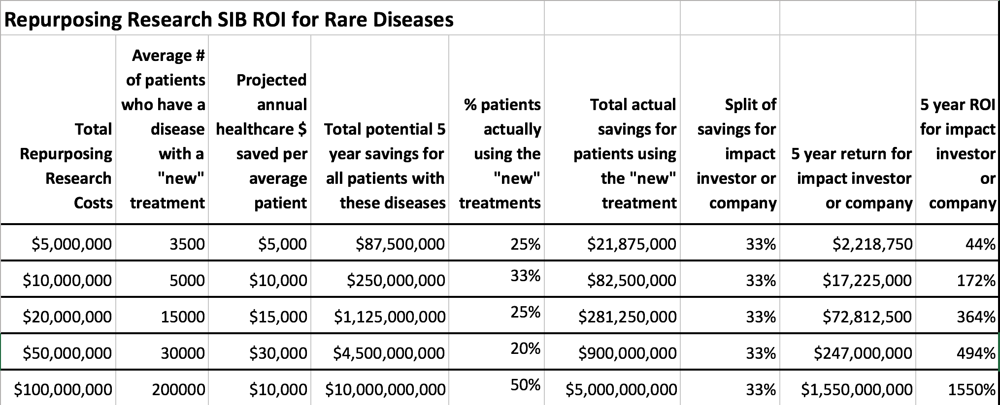 Repurposing Research SIB ROI for Rare Diseases
Total Repurposing Research Costs
Average # of patients who have a disease with a "new" treatment
Projected annual healthcare $ saved per average patient
Total potential 5 year savings for all patients with these diseases
% patients actually using the "new" treatments
Total actual savings for patients using the "new" treatment
Split of savings for impact investor or company
5 year return for impact investor or company
5 year ROI for impact investor or company
$5,000,000 3500 $5,000 $87,500,000 25% $21,875,000 33% $2,218,750 44%
$10,000,000 5000 $10,000 $250,000,000 33% $82,500,000 33% $17,225,000 172%
$20,000,000 15000 $15,000 $1,125,000,000 25% $281,250,000 33% $72,812,500 364%
$50,000,000 30000 $30,000 $4,500,000,000 20% $900,000,000 33% $247,000,000 494%
$100,000,000 200000 $10,000 $10,000,000,000 50% $5,000,000,000 33% $1,550,000,000 1550%